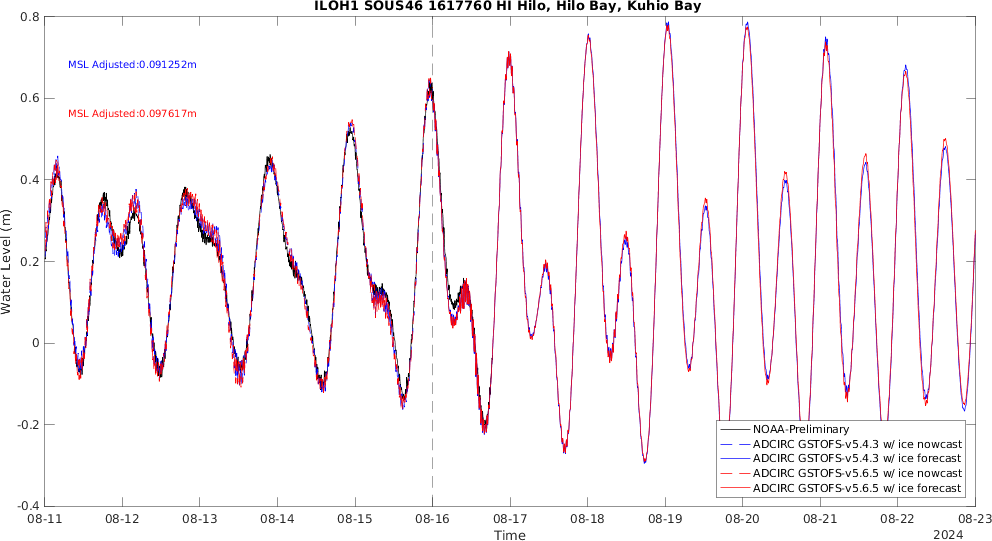 ILOH1 SOUS46 1617760 HI Hilo, Hilo Bay, Kuhio Bay
0.8
MSL Adjusted:0.091252m
0.6
MSL Adjusted:0.097617m
0.4
Water Level (m)
0.2
0
-0.2
NOAA-Preliminary
ADCIRC GSTOFS-v5.4.3 w/ ice nowcast
ADCIRC GSTOFS-v5.4.3 w/ ice forecast
ADCIRC GSTOFS-v5.6.5 w/ ice nowcast
ADCIRC GSTOFS-v5.6.5 w/ ice forecast
-0.4
08-11 08-12 08-13 08-14 08-15 08-16 08-17 08-18 08-19 08-20 08-21 08-22 08-23
Time 2024